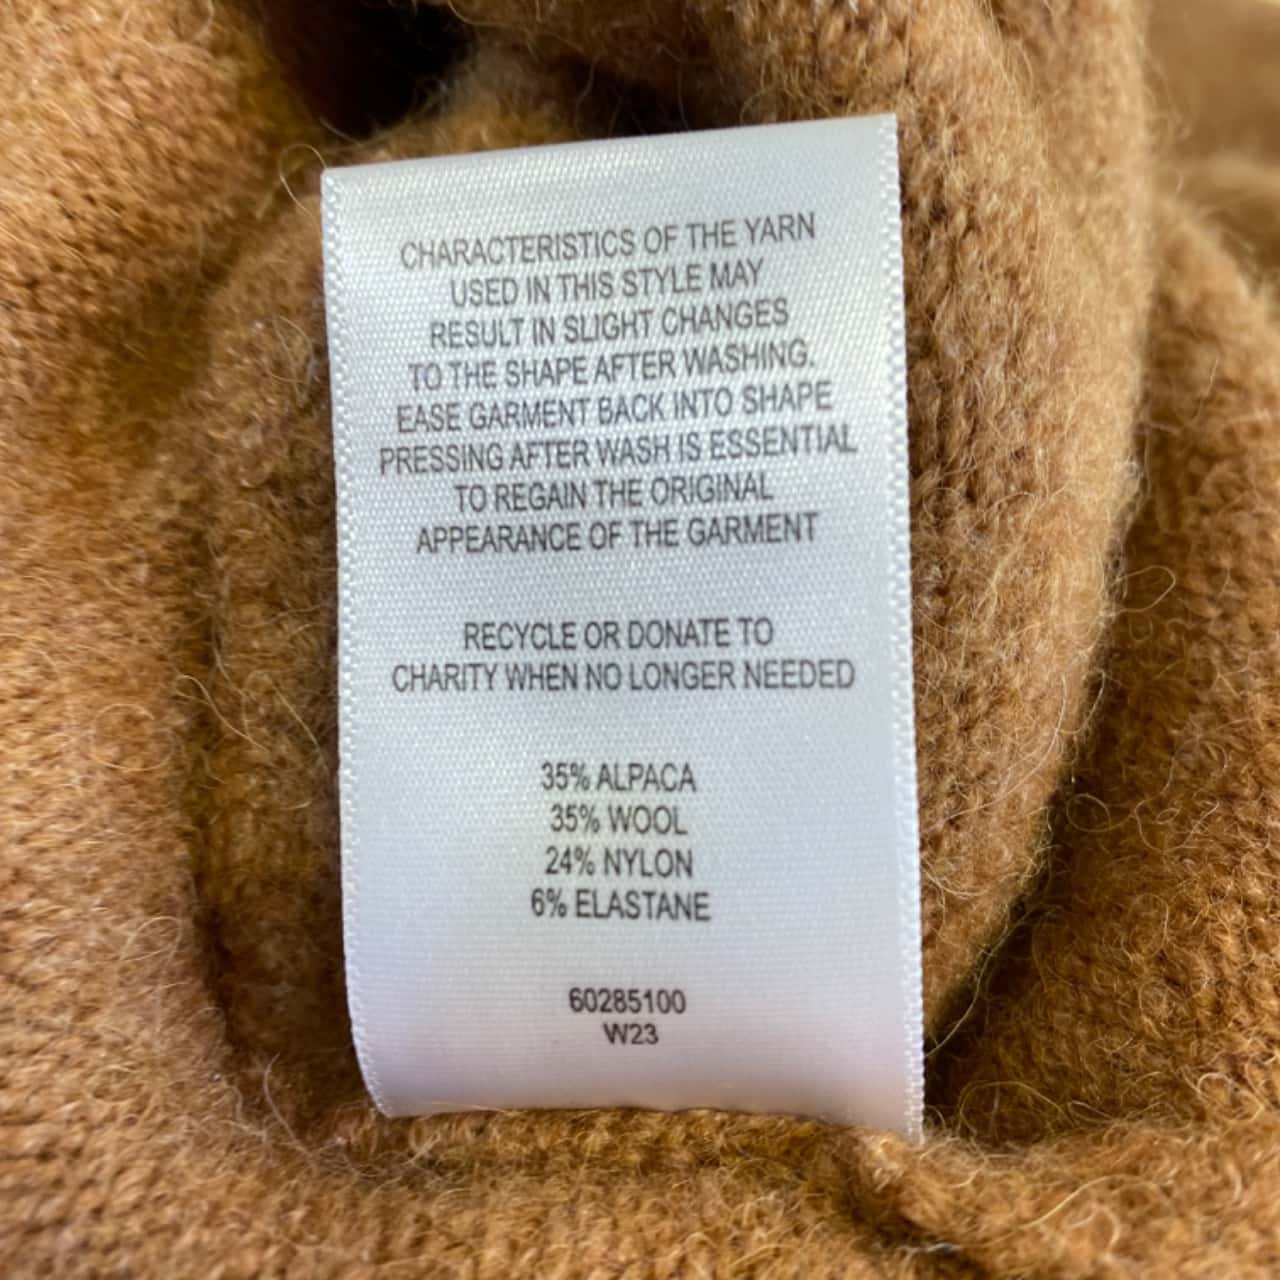 CHARACTERISTICS OF THE YARN
USED IN THIS STYLE MAY
RESULT IN SLIGHT CHANGES
TO THE SHAPE AFTER WASHING.
EASE GARMENT BACK INTO SHAPE
PRESSING AFTER WASH IS ESSENTIAL
TO REGAIN THE ORIGINAL
APPEARANCE OF THE GARMENT
RECYCLE OR DONATE TO
CHARITY WHEN NO LONGER NEEDED
35% ALPACA
35% WOOL
24% NYLON
6% ELASTANE
60285100
W23